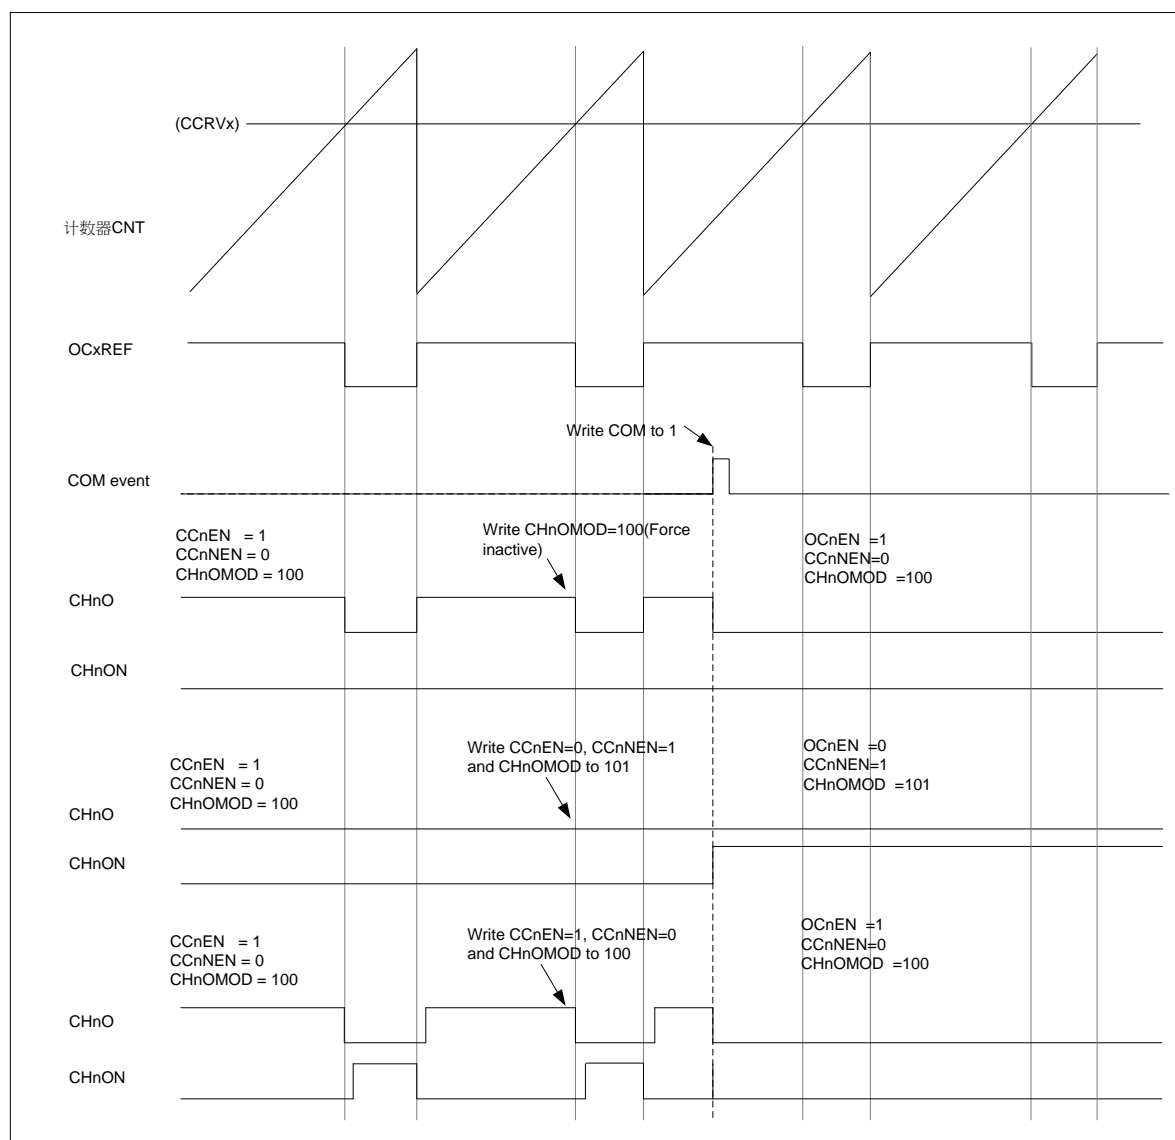 (CCRVx)
计数器CNT
OCxREF
Write COM to 1
COM event
CCnEN = 1
CCnNEN = 0
CHnOMOD = 100
Write CHnOMOD=100(Force
inactive)
OCnEN =1
CCnNEN=0
CHnOMOD =100
CHnO
CHnON
CCnEN = 1
CCnNEN = 0
CHnOMOD = 100
Write CCnEN=0, CCnNEN=1
and CHnOMOD to 101
OCnEN =0
CCnNEN=1
CHnOMOD =101
CHnO
CHnON
CCnEN = 1
CCnNEN = 0
CHnOMOD = 100
Write CCnEN=1, CCnNEN=0
and CHnOMOD to 100
OCnEN =1
CCnNEN=0
CHnOMOD =100
CHnO
CHnON